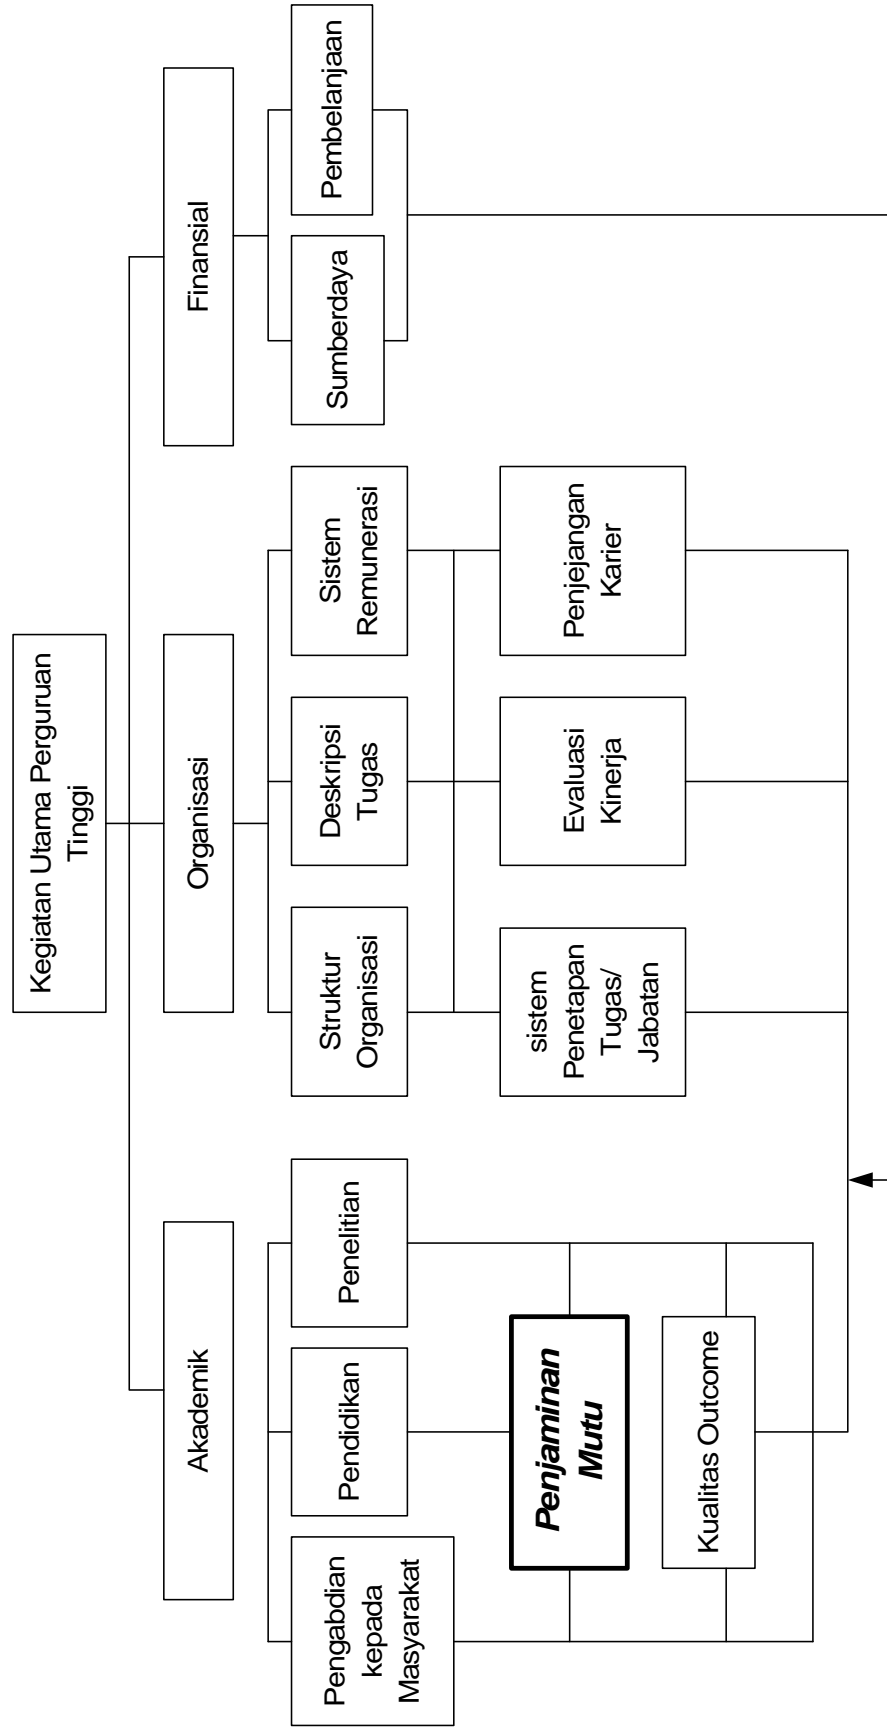 Kegiatan Utama Perguruan
Tinggi
Akademik
Organisasi
Finansial
Pengabdian
kepada
Masyarakat
Pendidikan
Penelitian
Struktur
Organisasi
Deskripsi
Tugas
Sistem
Remunerasi
Sumberdaya
Pembelanjaan
Penjaminan
Mutu
sistem
Penetapan
Tugas/
Jabatan
Evaluasi
Kinerja
Penjejangan
Karier
Kualitas Outcome